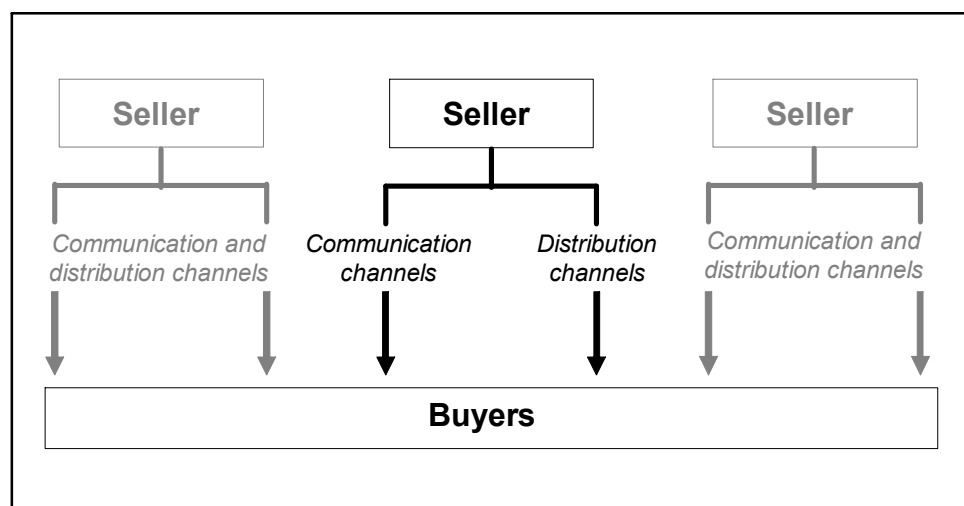 Seller
Seller
Seller
Communication and
distribution channels
Communication
channels
Distribution
channels
Communication and
distribution channels
Buyers